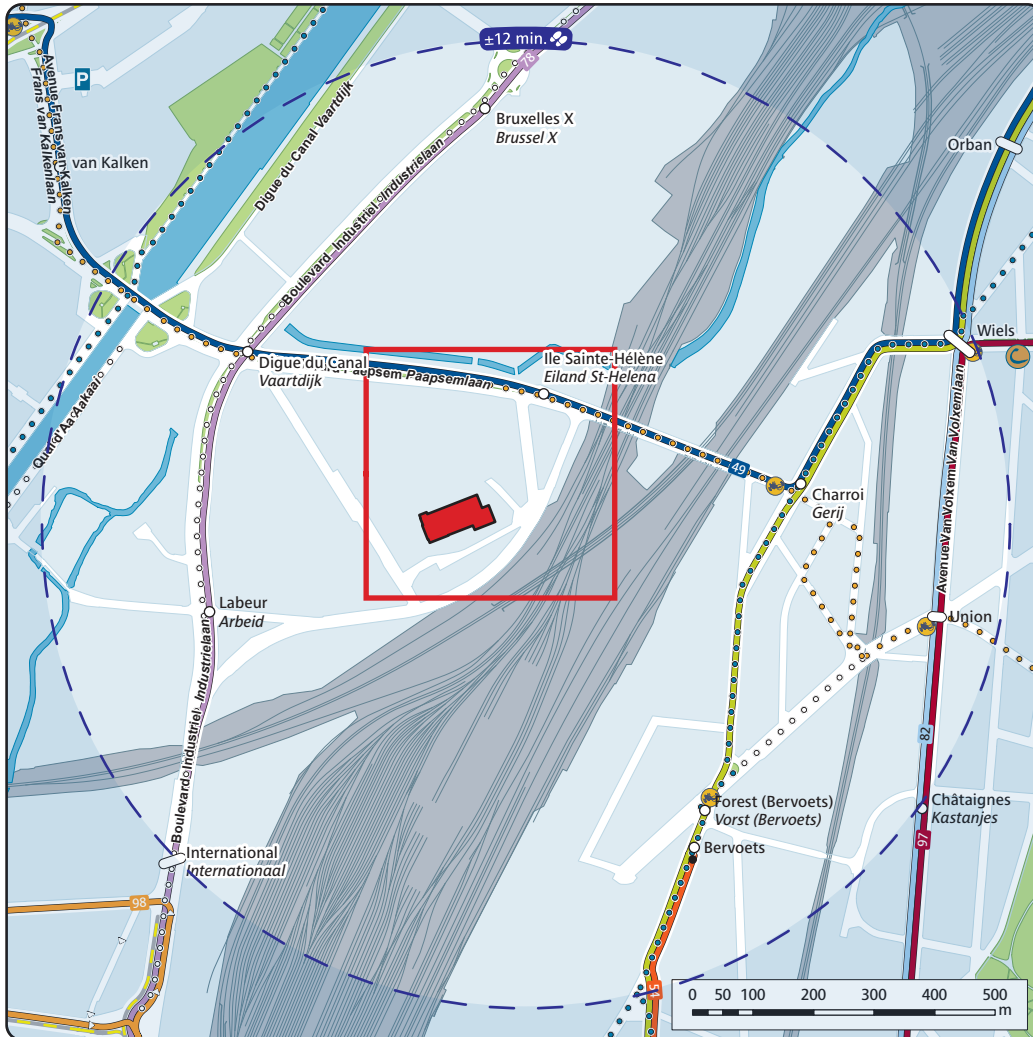 ±12 min.
78
P
Avenue Frans van Kalken
Frans van Kalkenlaan
van Kalken
Digue du Canal Vaartdijk
Bruxelles X
Brussel X
Boulevard Industriel Industrielaan
Orban
Wiels
Digue du Canal
Vaartdijk
Paapsem Paapsemlaan
Ile Sainte-Hélène
Eiland St-Helena
Quai d'Aa Aakaai
49
Charroi
Gerij
Avenue Van Volxem Van Volxemlaan
Labeur
Arbeid
Union
Boulevard Industriel Industrielaan
82
Forest (Bervoets)
Vorst (Bervoets)
Châtaignes
Kastanjes
97
Bervoets
International
Internationaal
98
54
0 50 100 200 300 400 500
m